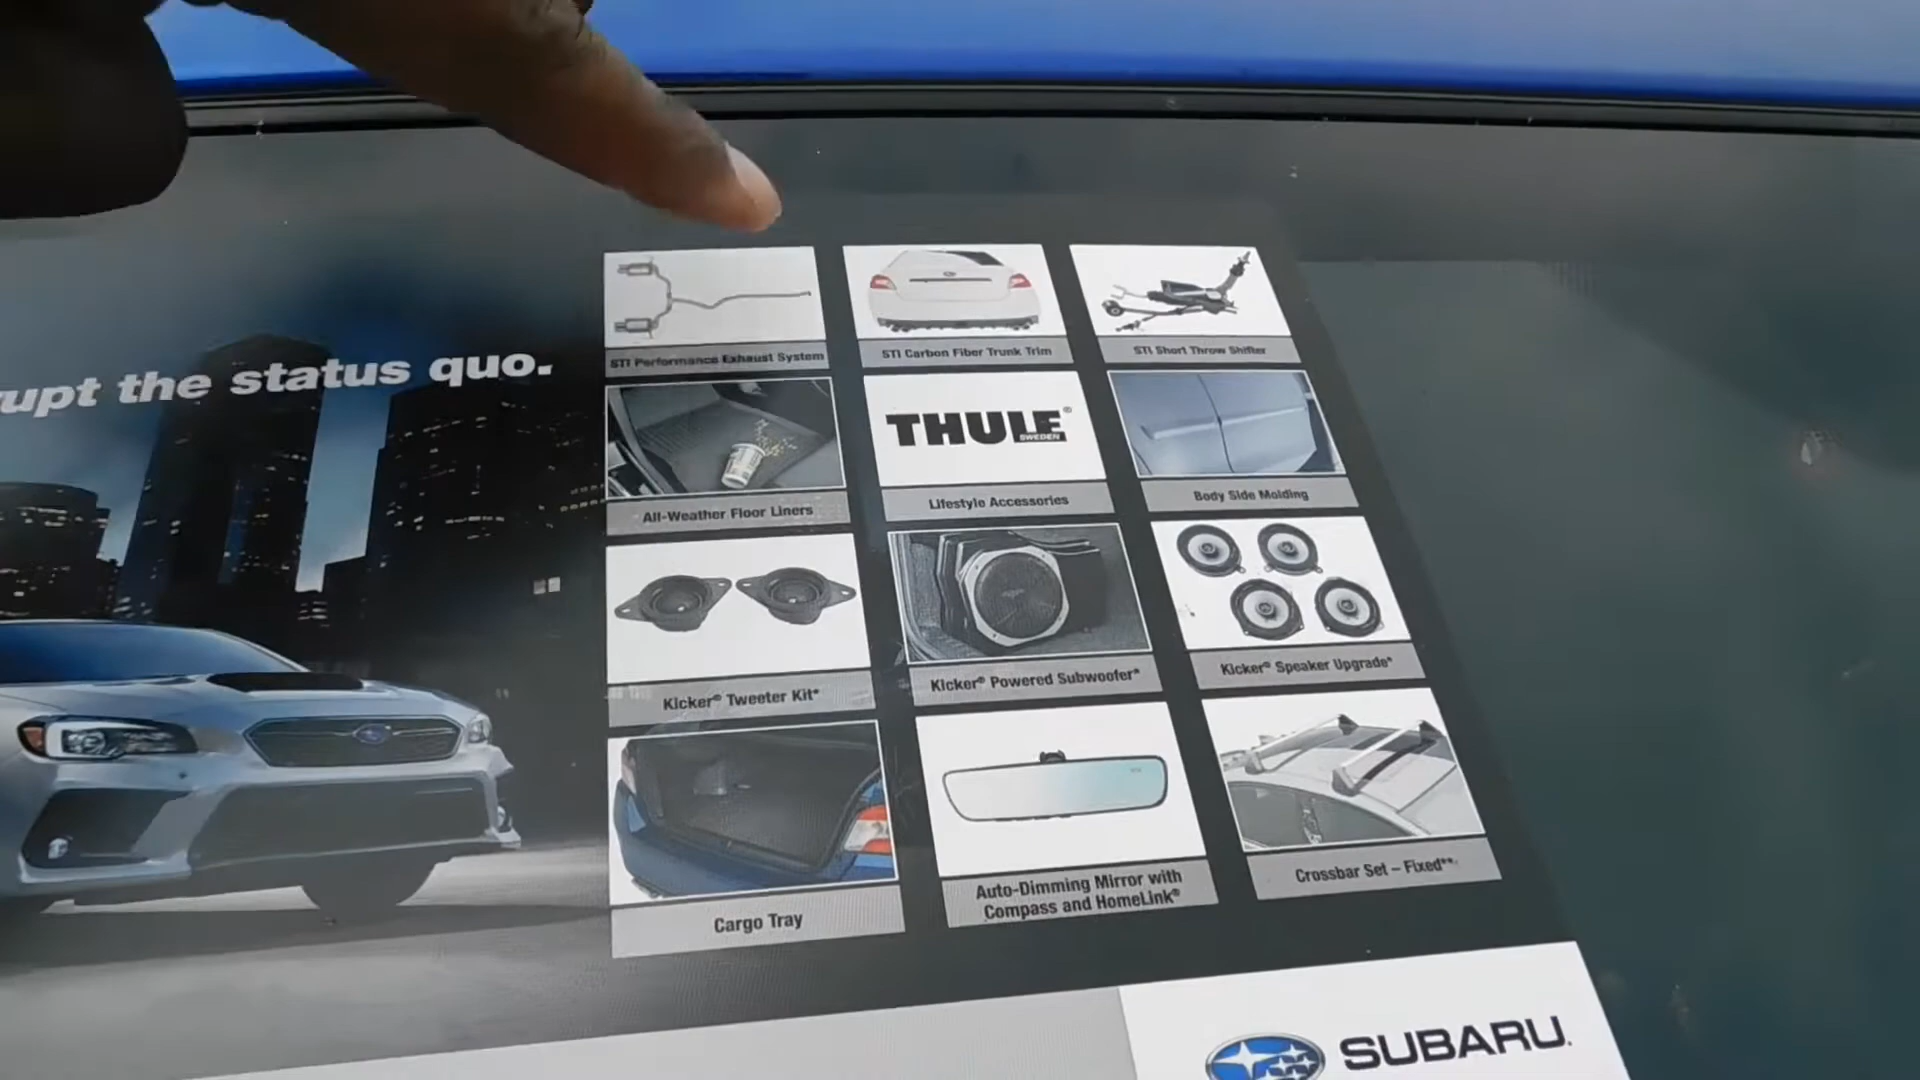 upt the status quo.
STI Performance Exhaust System
STI Carbon Fiber Trunk Trim
STI Short Throw Shifter
All-Weather Floor Liners
THULE®
SWEDEN
Lifestyle Accessories
Body Side Molding
Kicker® Tweeter Kit*
Kicker® Powered Subwoofer*
Kicker® Speaker Upgrade*
Cargo Tray
Auto-Dimming Mirror with
Compass and HomeLink®
Crossbar Set – Fixed**
SUBARU.